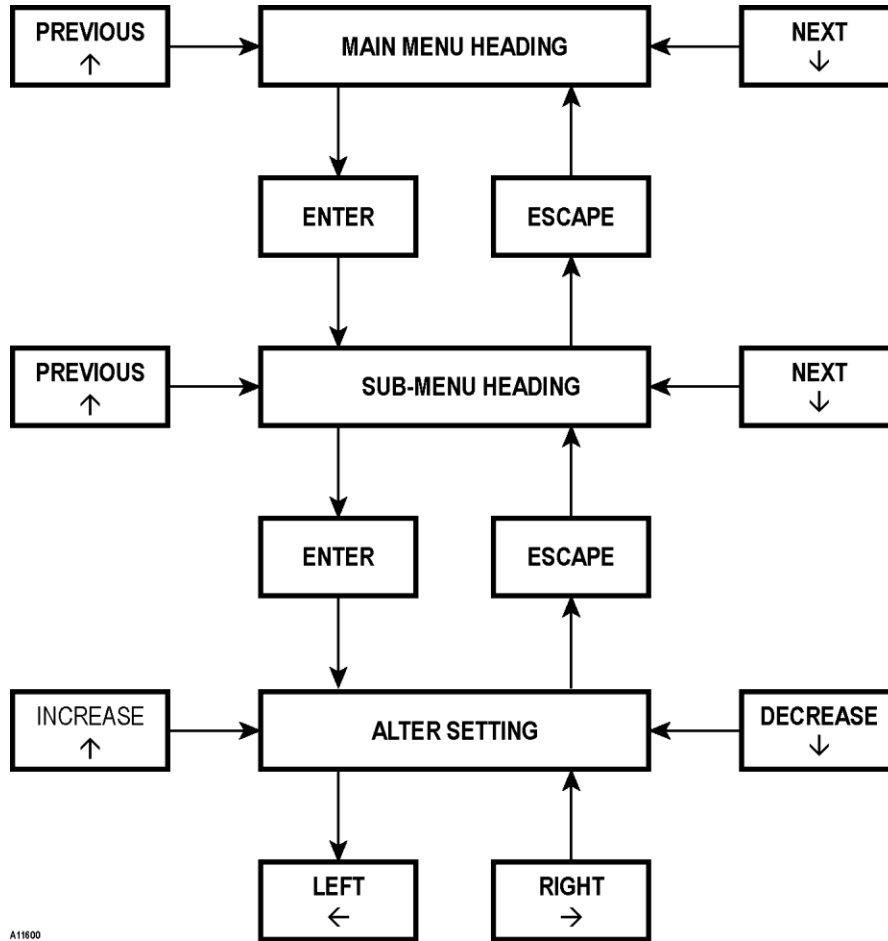 PREVIOUS
↑
MAIN MENU HEADING
NEXT
↓
ENTER
ESCAPE
PREVIOUS
↑
SUB-MENU HEADING
NEXT
↓
ENTER
ESCAPE
INCREASE
↑
ALTER SETTING
DECREASE
↓
LEFT
←
RIGHT
→
A11600